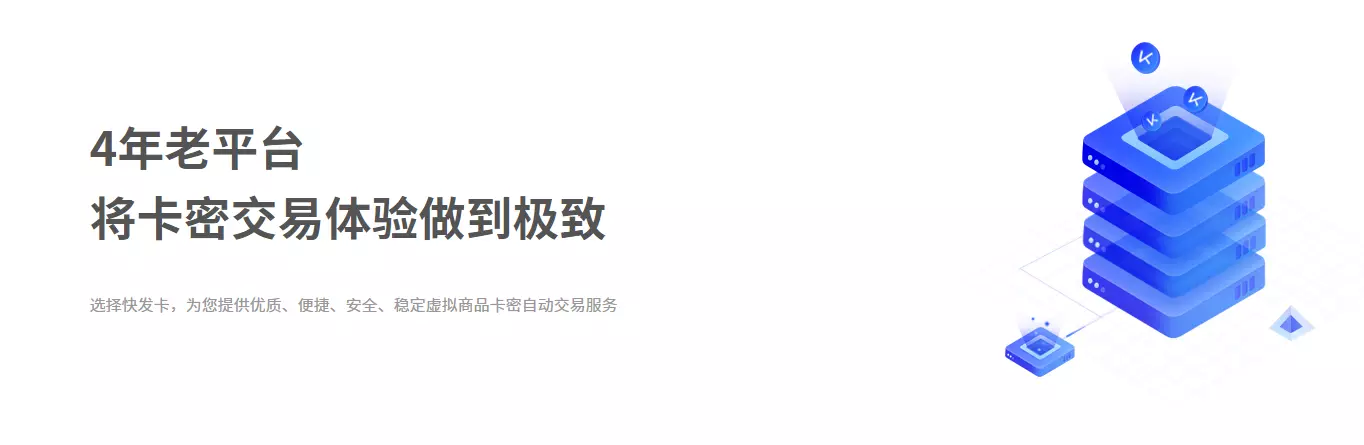 4年老平台
将卡密交易体验做到极致
选择快发卡，为您提供优质、便捷、安全、稳定虚拟商品卡密自动交易服务